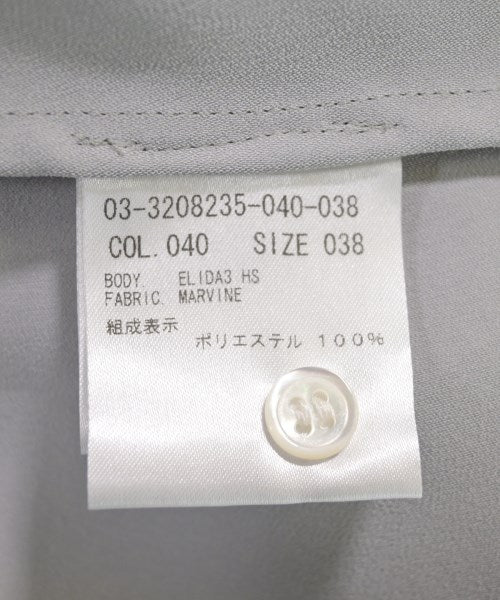 03-3208235-040-038
COL. 040 SIZE 038
BODY. ELIDA3 HS
FABRIC. MARVINE
組成表示
ポリエステル 100%